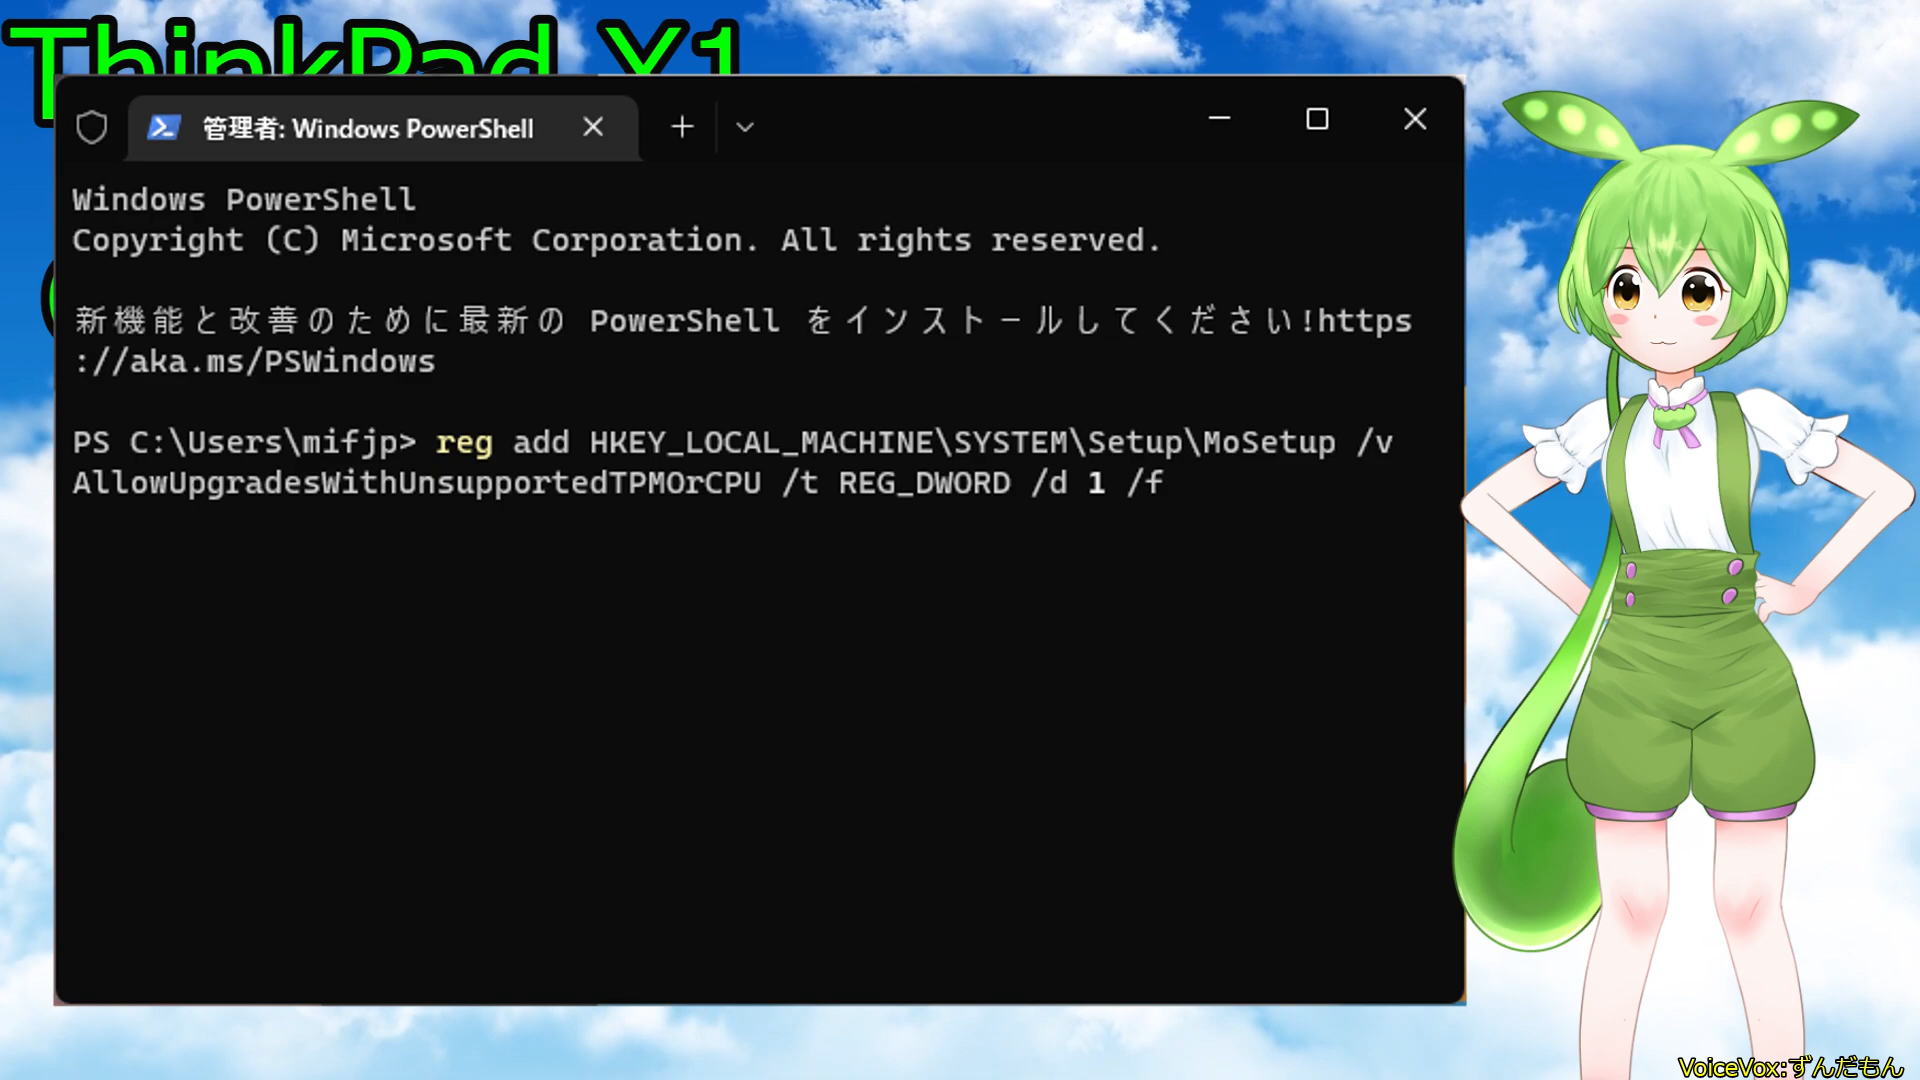 ThinkPad X1
管理者: Windows PowerShell
Windows PowerShell
Copyright (C) Microsoft Corporation. All rights reserved.
新機能と改善のために最新の PowerShell をインストールしてください!https
://aka.ms/PSWindows
PS C:\Users\mifjp> reg add HKEY_LOCAL_MACHINE\SYSTEM\Setup\MoSetup /v
AllowUpgradesWithUnsupportedTPMOrCPU /t REG_DWORD /d 1 /f
VoiceVox:ずんだもん